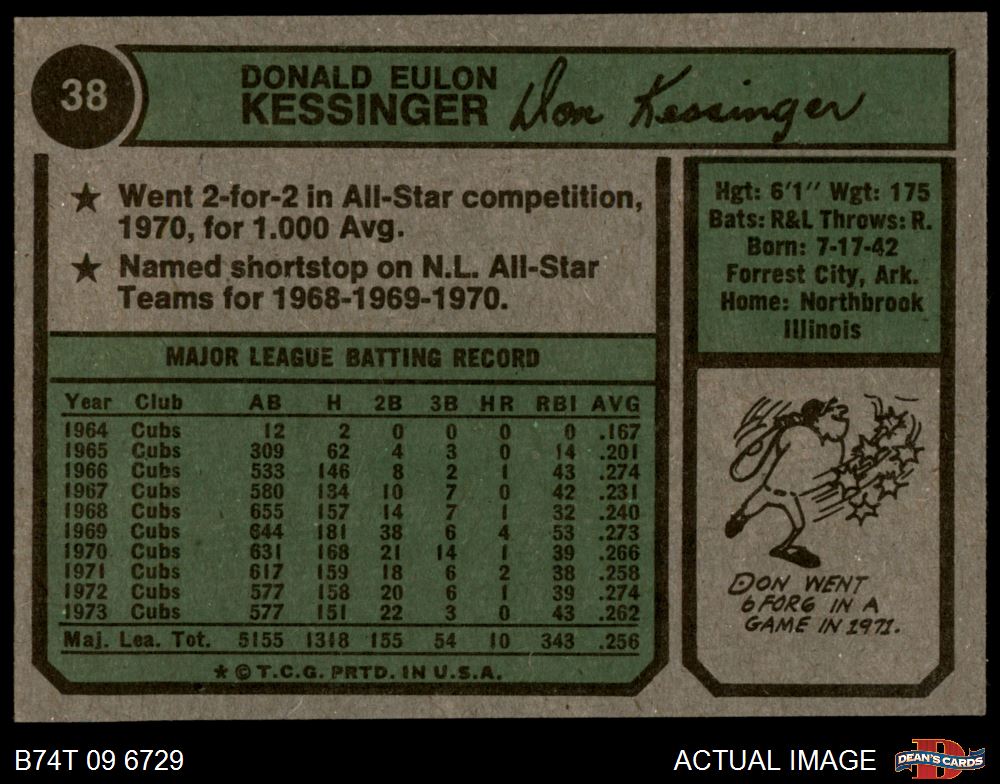 38
DONALD EULON
KESSINGER
Don Kessinger
★ Went 2-for-2 in All-Star competition,
1970, for 1.000 Avg.
★ Named shortstop on N.L. All-Star
Teams for 1968-1969-1970.
Hgt: 6'1" Wgt: 175
Bats: R&L Throws: R.
Born: 7-17-42
Forrest City, Ark.
Home: Northbrook
Illinois
MAJOR LEAGUE BATTING RECORD
Year Club AB H 2B 3B HR RBI AVG
1964 Cubs 12 2 0 0 0 0 .167
1965 Cubs 309 62 4 3 0 14 .201
1966 Cubs 533 146 8 2 1 43 .274
1967 Cubs 580 134 10 7 0 42 .231
1968 Cubs 655 157 14 7 1 32 .240
1969 Cubs 644 181 38 6 4 53 .273
1970 Cubs 631 168 21 14 1 39 .266
1971 Cubs 617 159 18 6 2 38 .258
1972 Cubs 577 158 20 6 1 39 .274
1973 Cubs 577 151 22 3 0 43 .262
Maj. Lea. Tot. 5155 1318 155 54 10 343 .256
* © T.C.G. PRTD. IN U.S.A.
DON WENT
6 FOR 6 IN A
GAME IN 1971.
B74T 09 6729
ACTUAL IMAGE
D
DEAN'S CARDS